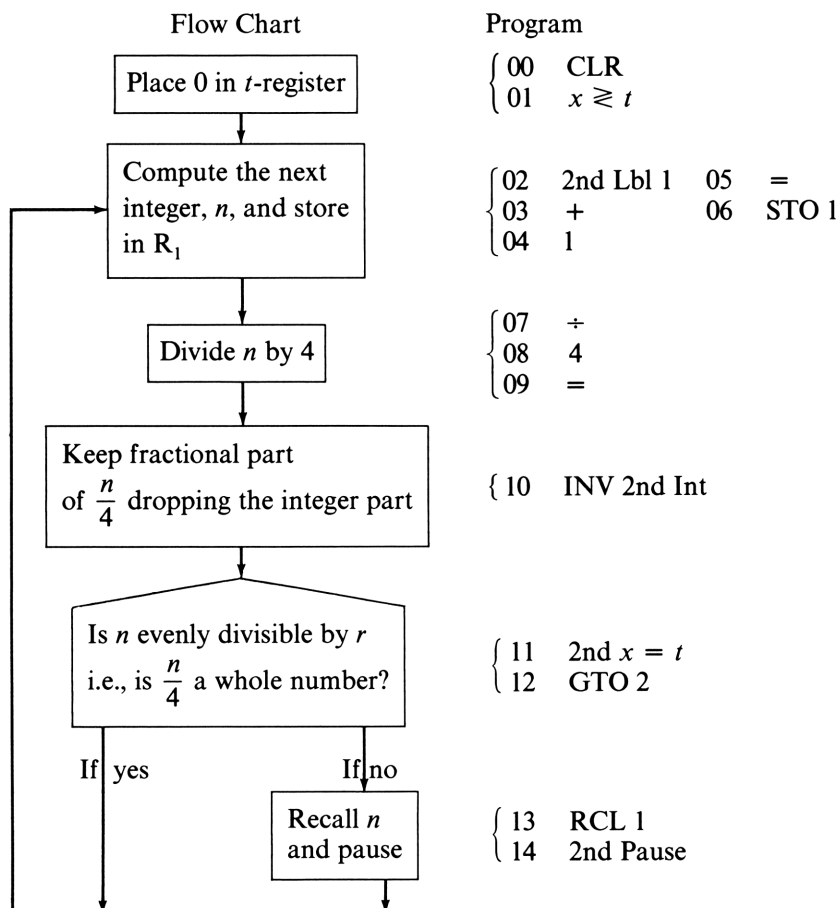 Flow Chart Program
Place 0 in t-register
00 CLR
01 x ≷ t
Compute the next
integer, n, and store
in R₁
02 2nd Lbl 1 05 =
03 + 06 STO 1
04 1
Divide n by 4
07 ÷
08 4
09 =
Keep fractional part
of n/4 dropping the integer part
10 INV 2nd Int
Is n evenly divisible by r
i.e., is n/4 a whole number?
11 2nd x = t
12 GTO 2
If yes If no
Recall n
and pause
13 RCL 1
14 2nd Pause